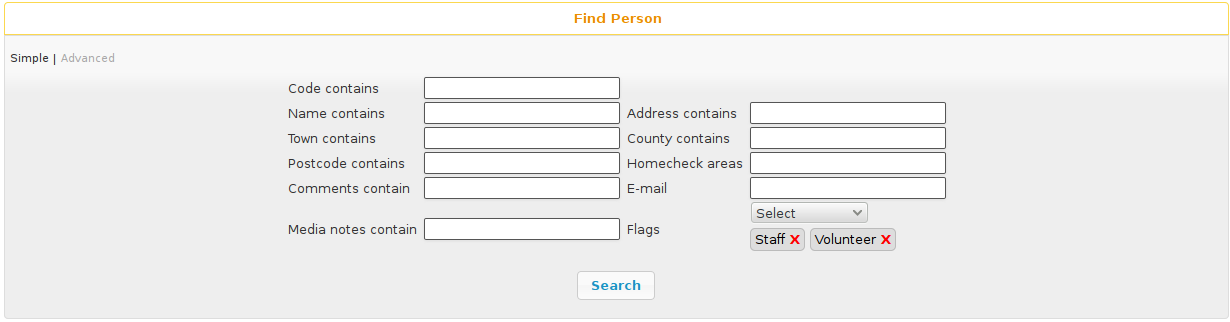 Find Person
Simple | Advanced
Code contains
Name contains Address contains
Town contains County contains
Postcode contains Homecheck areas
Comments contain E-mail
Select
Media notes contain Flags
Staff X Volunteer X
Search